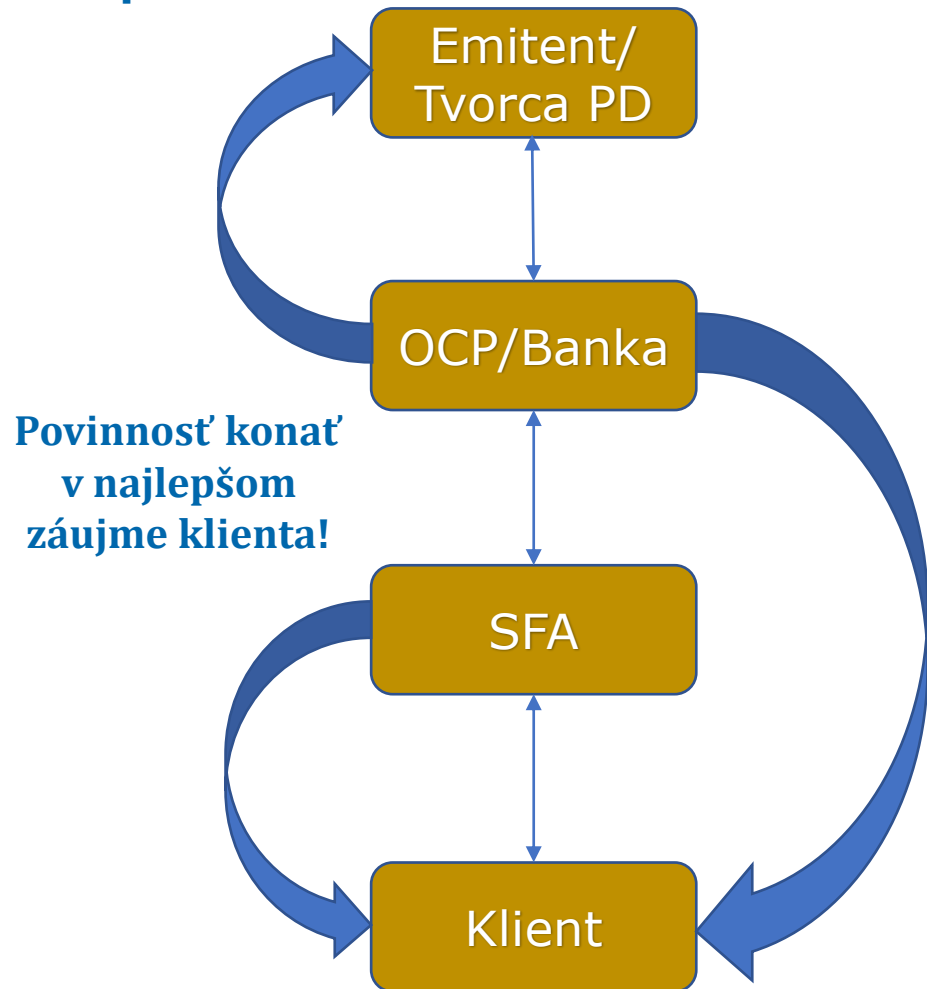 Emitent/
Tvorca PD
OCP/Banka
Povinnosť konať
v najlepšom
záujme klienta!
SFA
Klient